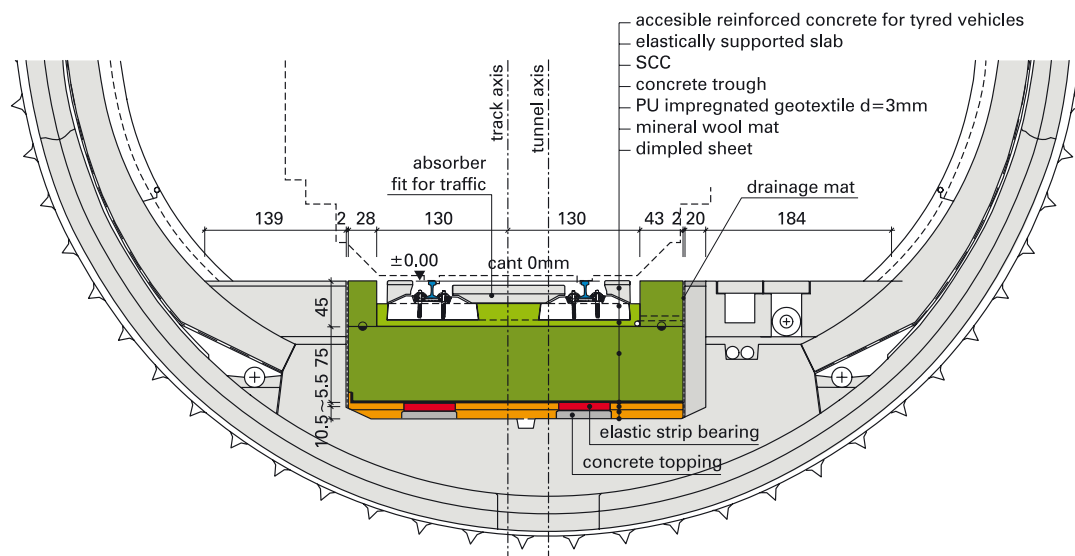 accesible reinforced concrete for tyred vehicles
elastically supported slab
SCC
concrete trough
PU impregnated geotextile d=3mm
mineral wool mat
dimpled sheet
track axis
tunnel axis
absorber
fit for traffic
drainage mat
139 2 28 130 130 43 2 20 184
±0.00
cant 0mm
45
75
~5.5
10.5
elastic strip bearing
concrete topping